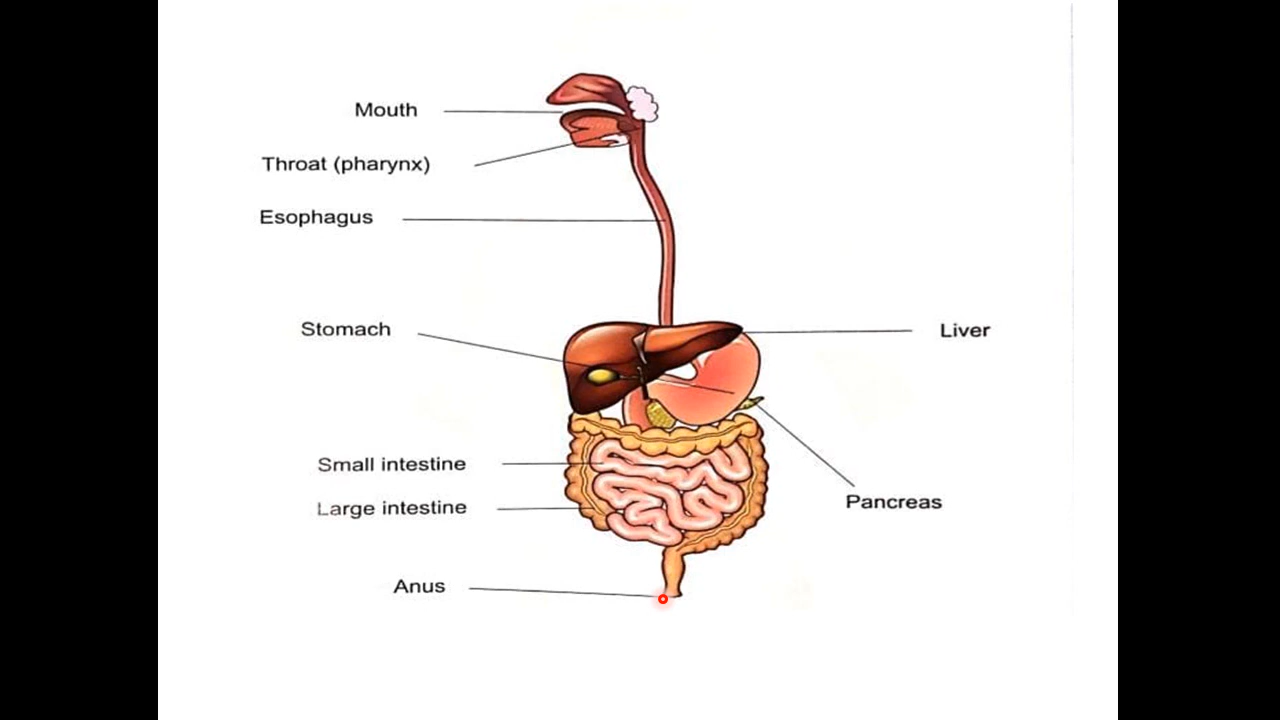 Mouth
Throat (pharynx)
Esophagus
Stomach
Liver
Small intestine
Large intestine
Pancreas
Anus